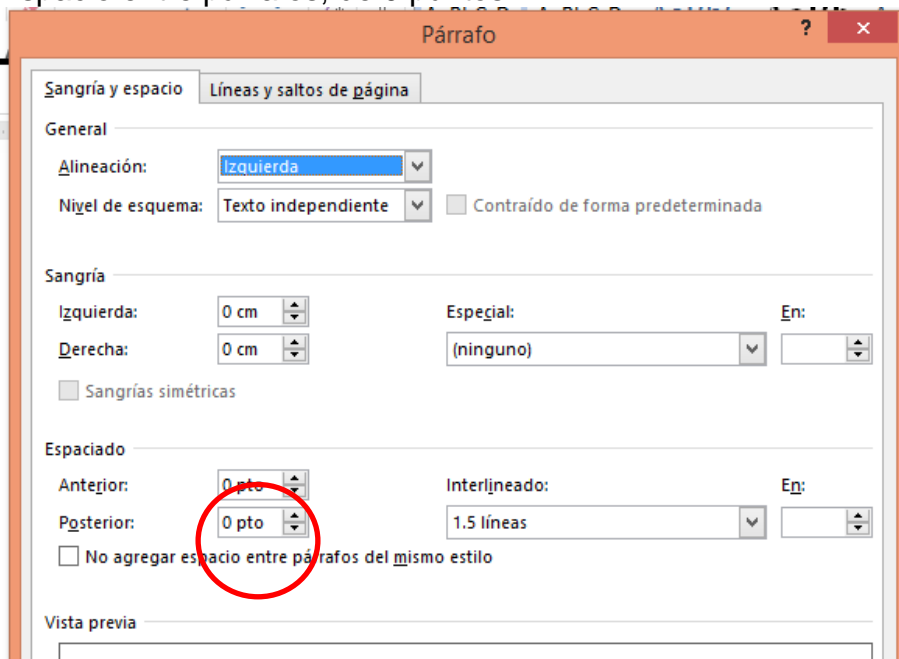 Párrafo ?
Sangría y espacio Líneas y saltos de página
General
Alineación: Izquierda
Nivel de esquema: Texto independiente Contraído de forma predeterminada
Sangría
Izquierda: 0 cm Especial: En:
Derecha: 0 cm (ninguno)
Sangrías simétricas
Espaciado
Anterior: 0 pto Interlineado: En:
Posterior: 0 pto 1.5 líneas
No agregar espacio entre párrafos del mismo estilo
Vista previa